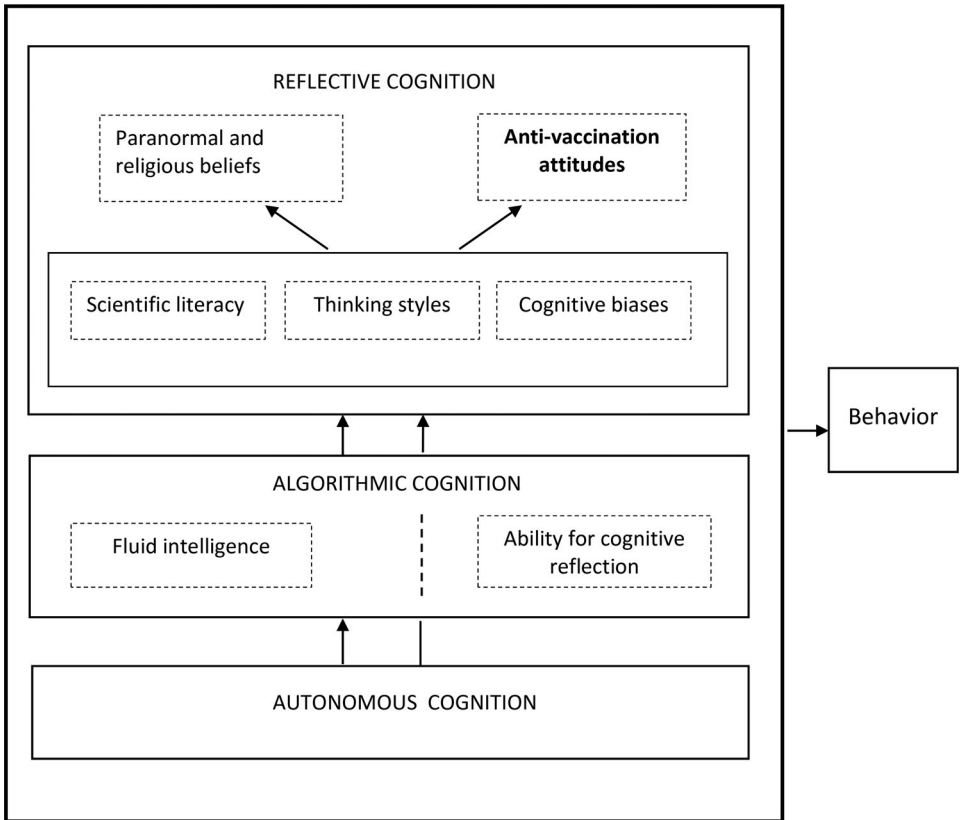 REFLECTIVE COGNITION
Paranormal and
religious beliefs
Anti-vaccination
attitudes
Scientific literacy
Thinking styles
Cognitive biases
Behavior
ALGORITHMIC COGNITION
Fluid intelligence
Ability for cognitive
reflection
AUTONOMOUS COGNITION